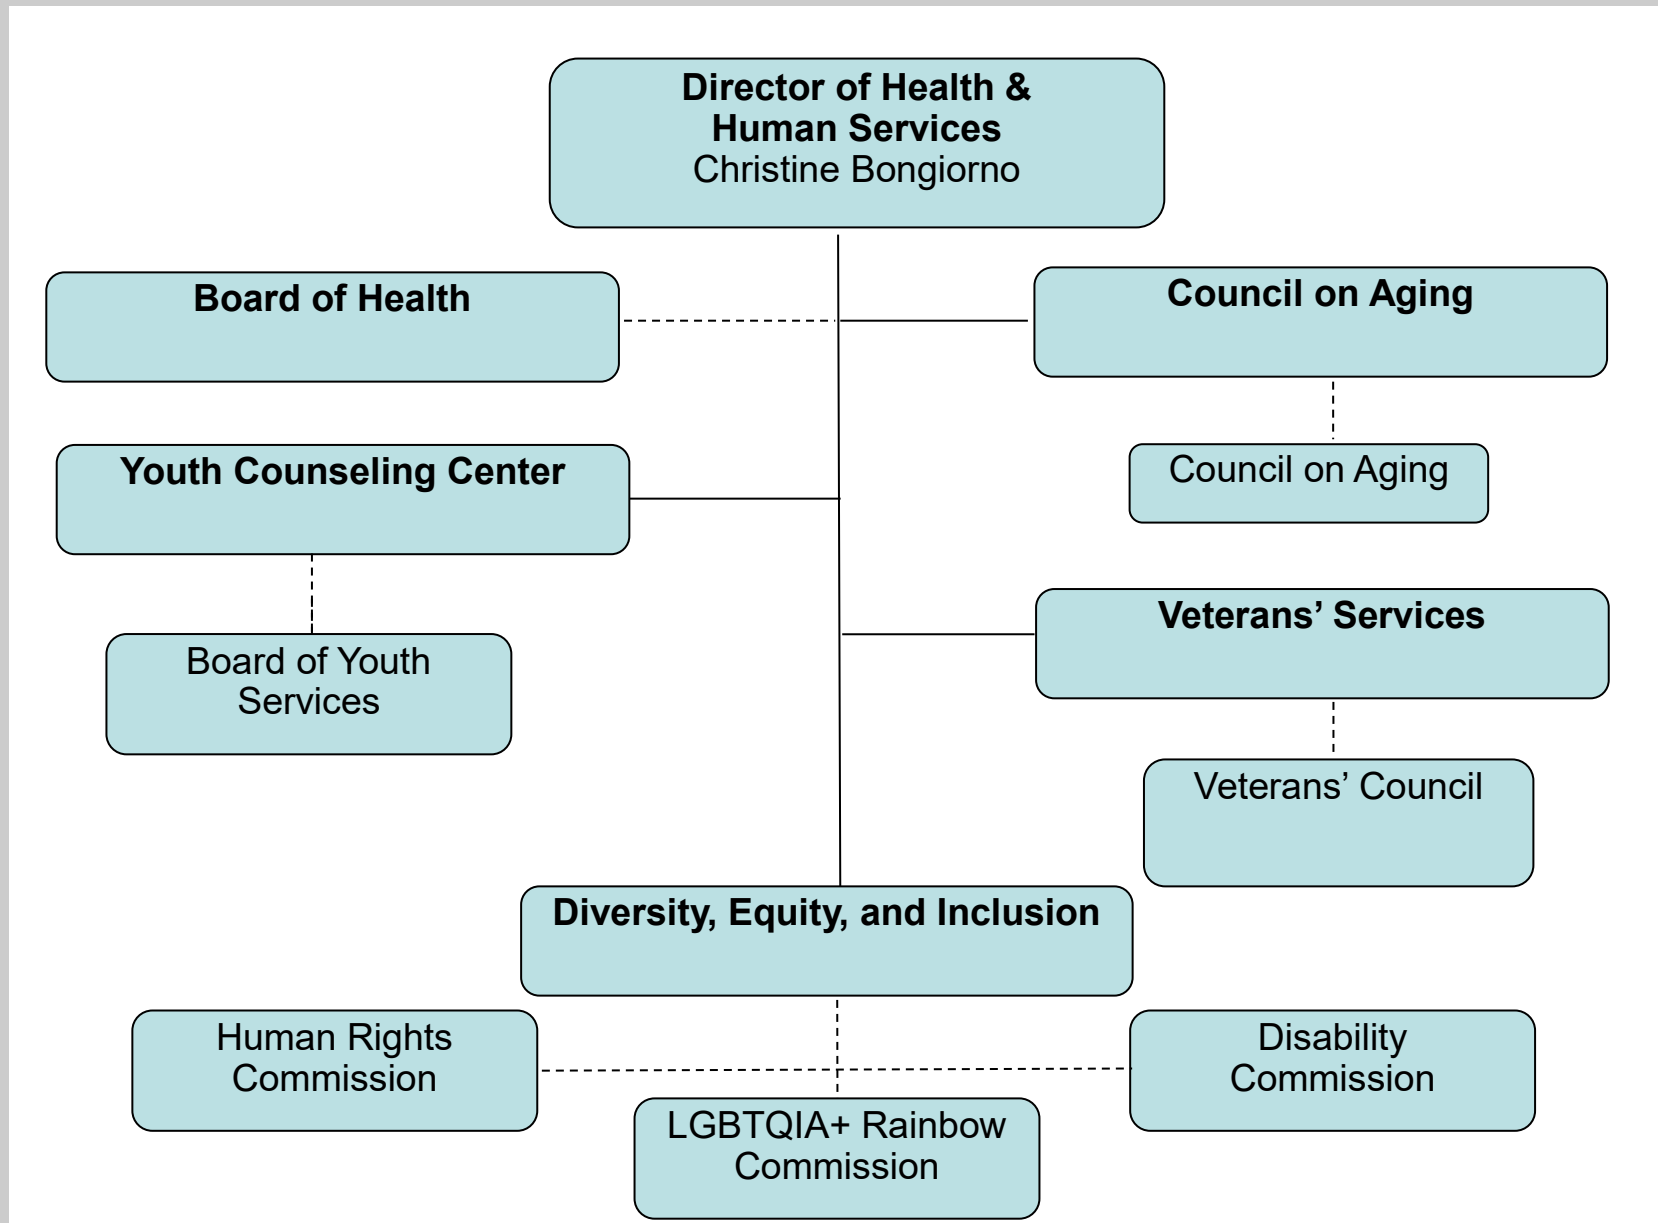 Director of Health &
Human Services
Christine Bongiorno
Board of Health
Council on Aging
Youth Counseling Center
Council on Aging
Veterans’ Services
Board of Youth
Services
Veterans’ Council
Diversity, Equity, and Inclusion
Human Rights
Commission
Disability
Commission
LGBTQIA+ Rainbow
Commission